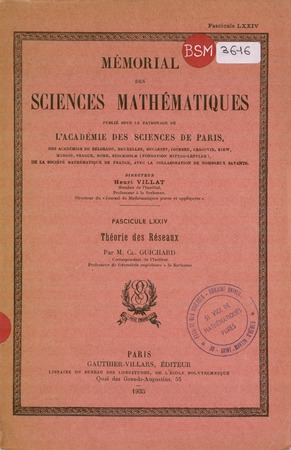 Fascicule LXXIV
BSM 3646
MÉMORIAL
DES
SCIENCES MATHÉMATIQUES
PUBLIÉ SOUS LE PATRONAGE DE
L'ACADÉMIE DES SCIENCES DE PARIS,
DES ACADÉMIES DE BELGRADE, BRUXELLES, BUCAREST, COIMBRE, CRACOVIE, KIEW,
MADRID, PRAGUE, ROME, STOCKHOLM (FONDATION MITTAG-LEFFLER),
DE LA SOCIÉTÉ MATHÉMATIQUE DE FRANCE, AVEC LA COLLABORATION DE NOMBREUX SAVANTS.
DIRECTEUR
Henri VILLAT
Membre de l'Institut,
Professeur à la Sorbonne,
Directeur du « Journal de Mathématiques pures et appliquées ».
FASCICULE LXXIV
Théorie des Réseaux
Par M. Cl. GUICHARD
Correspondant de l'Institut
Professeur de Géométrie supérieure à la Sorbonne
PARIS
GAUTHIER-VILLARS, ÉDITEUR
LIBRAIRE DU BUREAU DES LONGITUDES, DE L'ÉCOLE POLYTECHNIQUE
Quai des Grands-Augustins, 55
1935